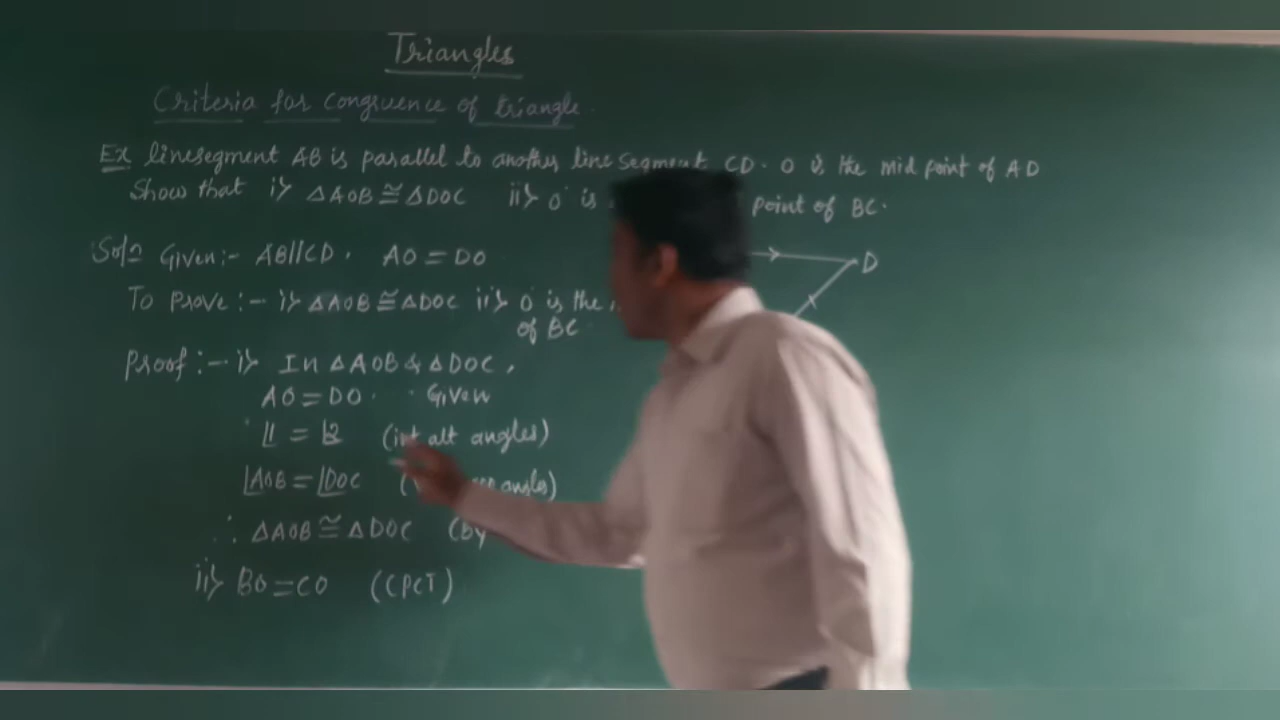 Triangles
Criteria for congruence of triangle.
Ex linesegment AB is parallel to another line segment CD. O is the mid point of AD
Show that i> ΔAOB ≅ ΔDOC ii> O is point of BC.
Soln Given:- AB//CD. AO = DO
D
To Prove:- i> ΔAOB ≅ ΔDOC ii> O is the
of BC
Proof:- i> In ΔAOB & ΔDOC,
AO = DO. Given
∠1 = ∠2 (int alt angles)
∠AOB = ∠DOC angles)
∴ ΔAOB ≅ ΔDOC (By
ii> BO = CO (CPCT)